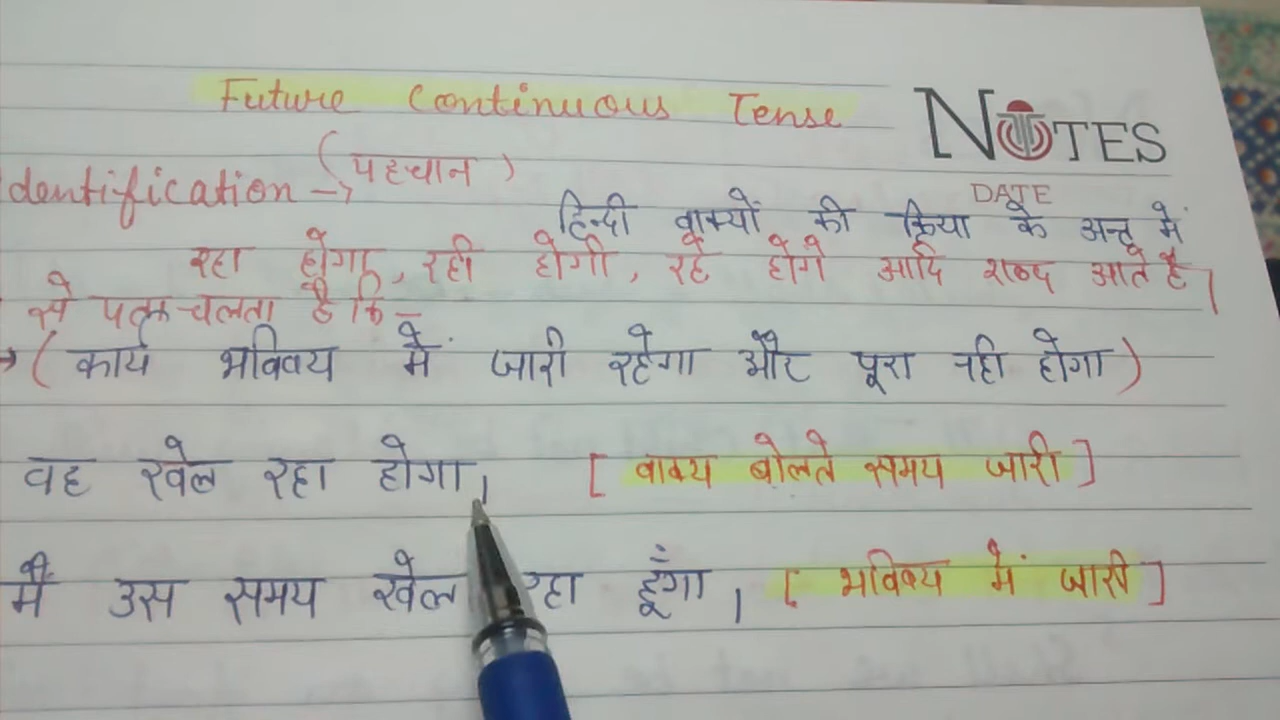 Future Continuous Tense
NOTES
dentification → (पहचान)
DATE
हिन्दी वाक्यों की क्रिया के अन्त में
रहा होगा, रही होगी, रहे होगे आदि शब्द आते है।
से पता चलता है कि –
→ ( कार्य भविष्य में जारी रहेगा और पूरा नही होगा )
वह खेल रहा होगा। [ वाक्य बोलते समय जारी ]
मैं उस समय खेल रहा हूँगा । [ भविष्य में जारी ]